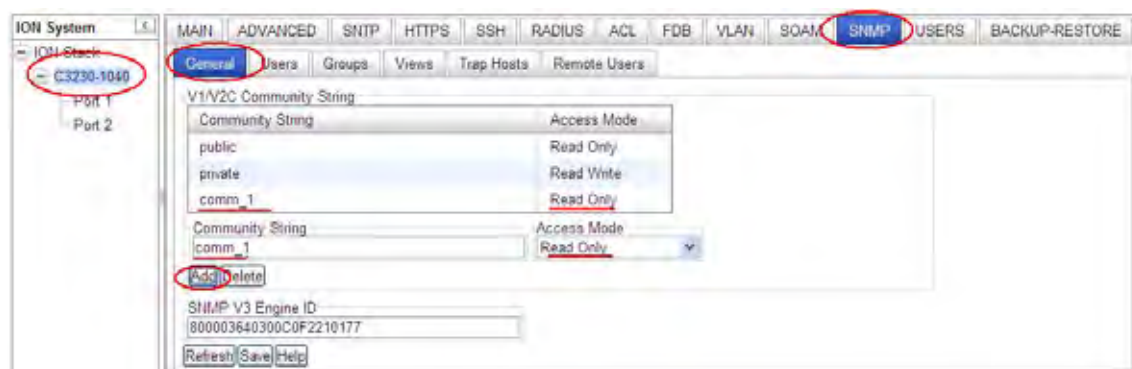 ION System
MAIN ADVANCED SNTP HTTPS SSH RADIUS ACL FDB VLAN SOAM SNMP USERS BACKUP-RESTORE
ION Stack
C3230-1040
Port 1
Port 2
General Users Groups Views Trap Hosts Remote Users
V1/V2C Community String
Community String Access Mode
public Read Only
private Read Write
comm_1 Read Only
Community String Access Mode
comm_1 Read Only
Add Delete
SNMP V3 Engine ID
800003640300C0F2210177
Refresh Save Help